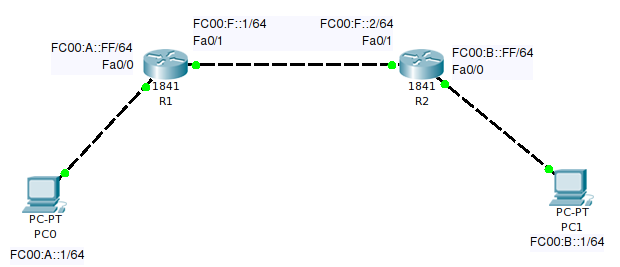 FC00:A::FF/64
Fa0/0
FC00:F::1/64
Fa0/1
1841
R1
FC00:F::2/64
Fa0/1
1841
R2
FC00:B::FF/64
Fa0/0
PC-PT
PC0
FC00:A::1/64
PC-PT
PC1
FC00:B::1/64